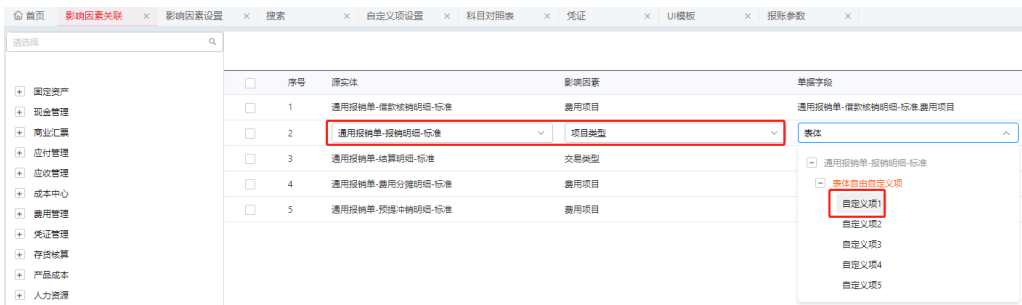 首页 影响因素关联 × 影响因素设置 × 搜索 × 自定义项设置 × 科目对照表 × 凭证 × UI模板 × 报账参数 ×
请选择
固定资产
现金管理
商业汇票
应付管理
应收管理
成本中心
费用管理
凭证管理
存货核算
产品成本
人力资源
序号 源实体 影响因素 单据字段
1 通用报销单-借款核销明细-标准 费用项目 通用报销单-借款核销明细-标准.费用项目
2 通用报销单-报销明细-标准 项目类型 表体
3 通用报销单-结算明细-标准 交易类型
4 通用报销单-费用分摊明细-标准 费用项目
5 通用报销单-预提冲销明细-标准 费用项目
通用报销单-报销明细-标准
表体自由自定义项
自定义项1
自定义项2
自定义项3
自定义项4
自定义项5